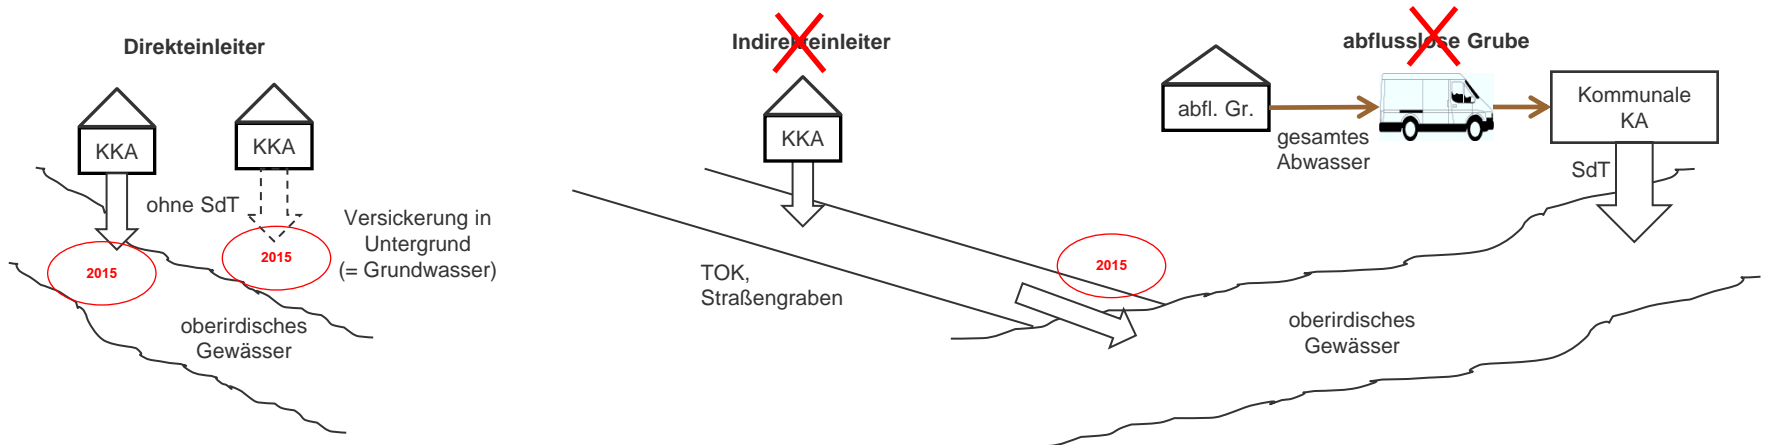 Direkteinleiter
KKA
KKA
ohne SdT
2015
2015
Versickerung in
Untergrund
(= Grundwasser)
oberirdisches
Gewässer
Indirekteinleiter
KKA
TOK,
Straßengraben
2015
oberirdisches
Gewässer
abflusslose Grube
abfl. Gr.
gesamtes
Abwasser
Kommunale
KA
SdT